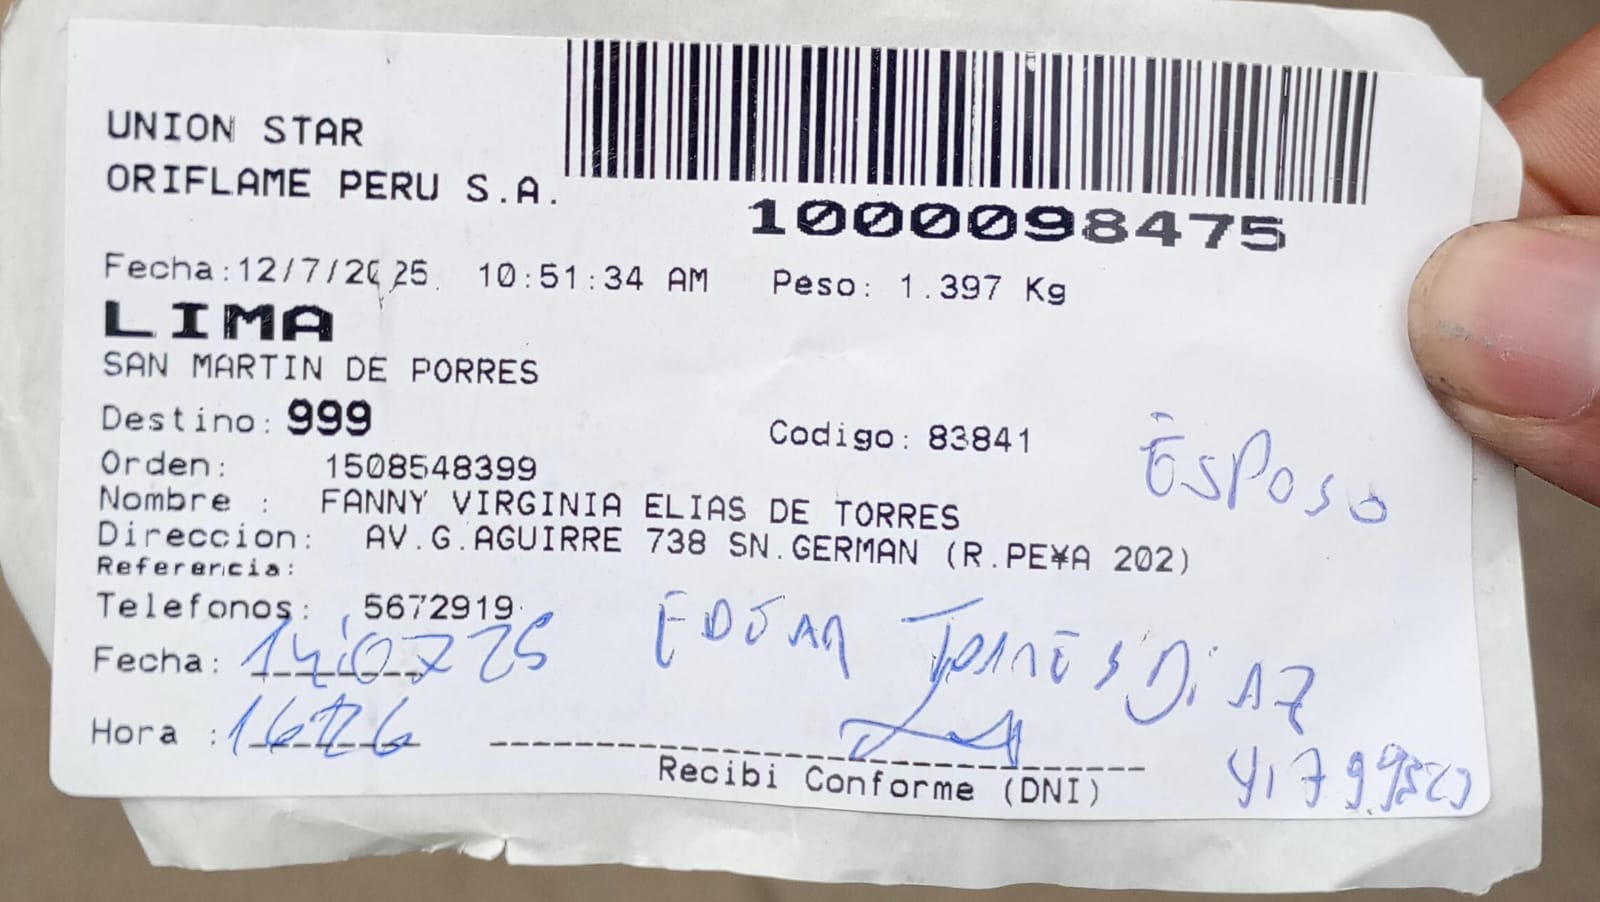 UNION STAR
ORIFLAME PERU S.A.
1000098475
Fecha:12/7/2025 10:51:34 AM Peso: 1.397 Kg
LIMA
SAN MARTIN DE PORRES
Destino: 999 Codigo: 83841
ESPOSO
Orden: 1508548399
Nombre : FANNY VIRGINIA ELIAS DE TORRES
Direccion: AV.G.AGUIRRE 738 SN.GERMAN (R.PE¥A 202)
Referencia:
Telefonos: 5672919
Fecha: 14/07/25 TORRES DIAZ
Hora :
Recibi Conforme (DNI)